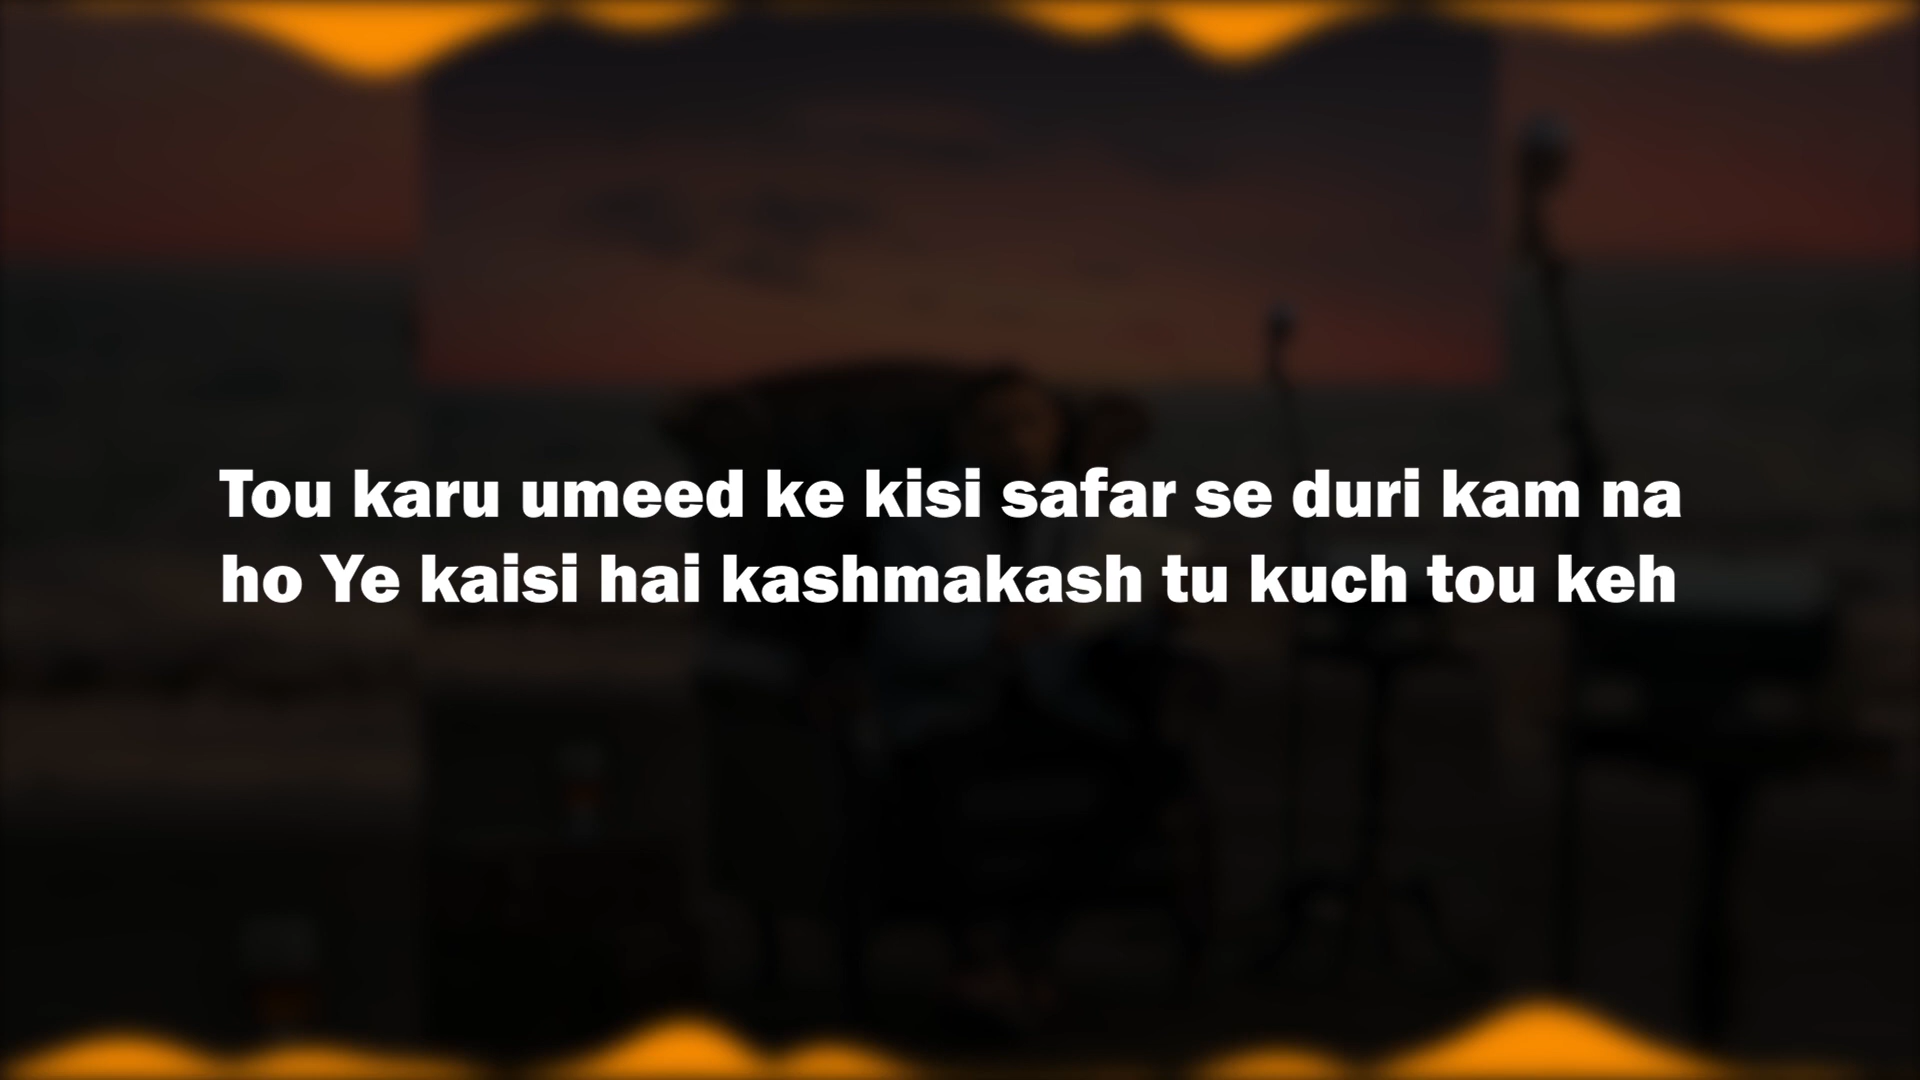 Tou karu umeed ke kisi safar se duri kam na
ho Ye kaisi hai kashmakash tu kuch tou keh